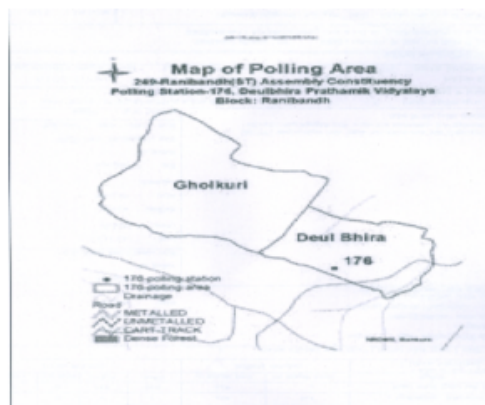 Map of Polling Area
249-Ranibandh(ST) Assembly Constituency
Polling Station-176, Deulbhira Prathamik Vidyalaya
Block: Ranibandh
Gholkuri
Deul Bhira
176
176-polling-station
176-polling-area
Drainage
Road
METALLED
UNMETALLED
CART-TRACK
Dense Forest